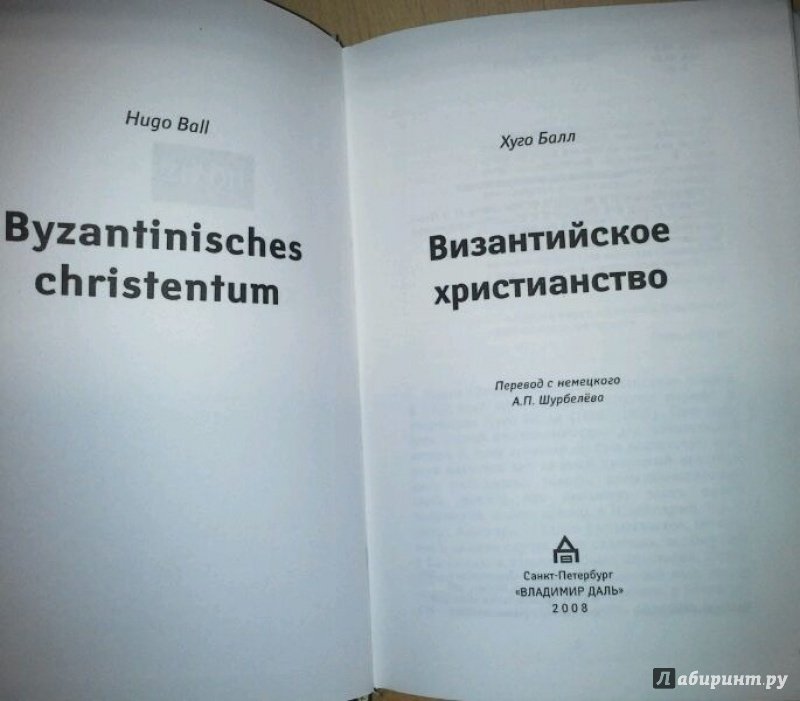 Hugo Ball
Byzantinisches
christentum
Хуго Балл
Византийское
христианство
Перевод с немецкого
А.П. Шурбелёва
Санкт-Петербург
«ВЛАДИМИР ДАЛЬ»
2008
Лабиринт.ру